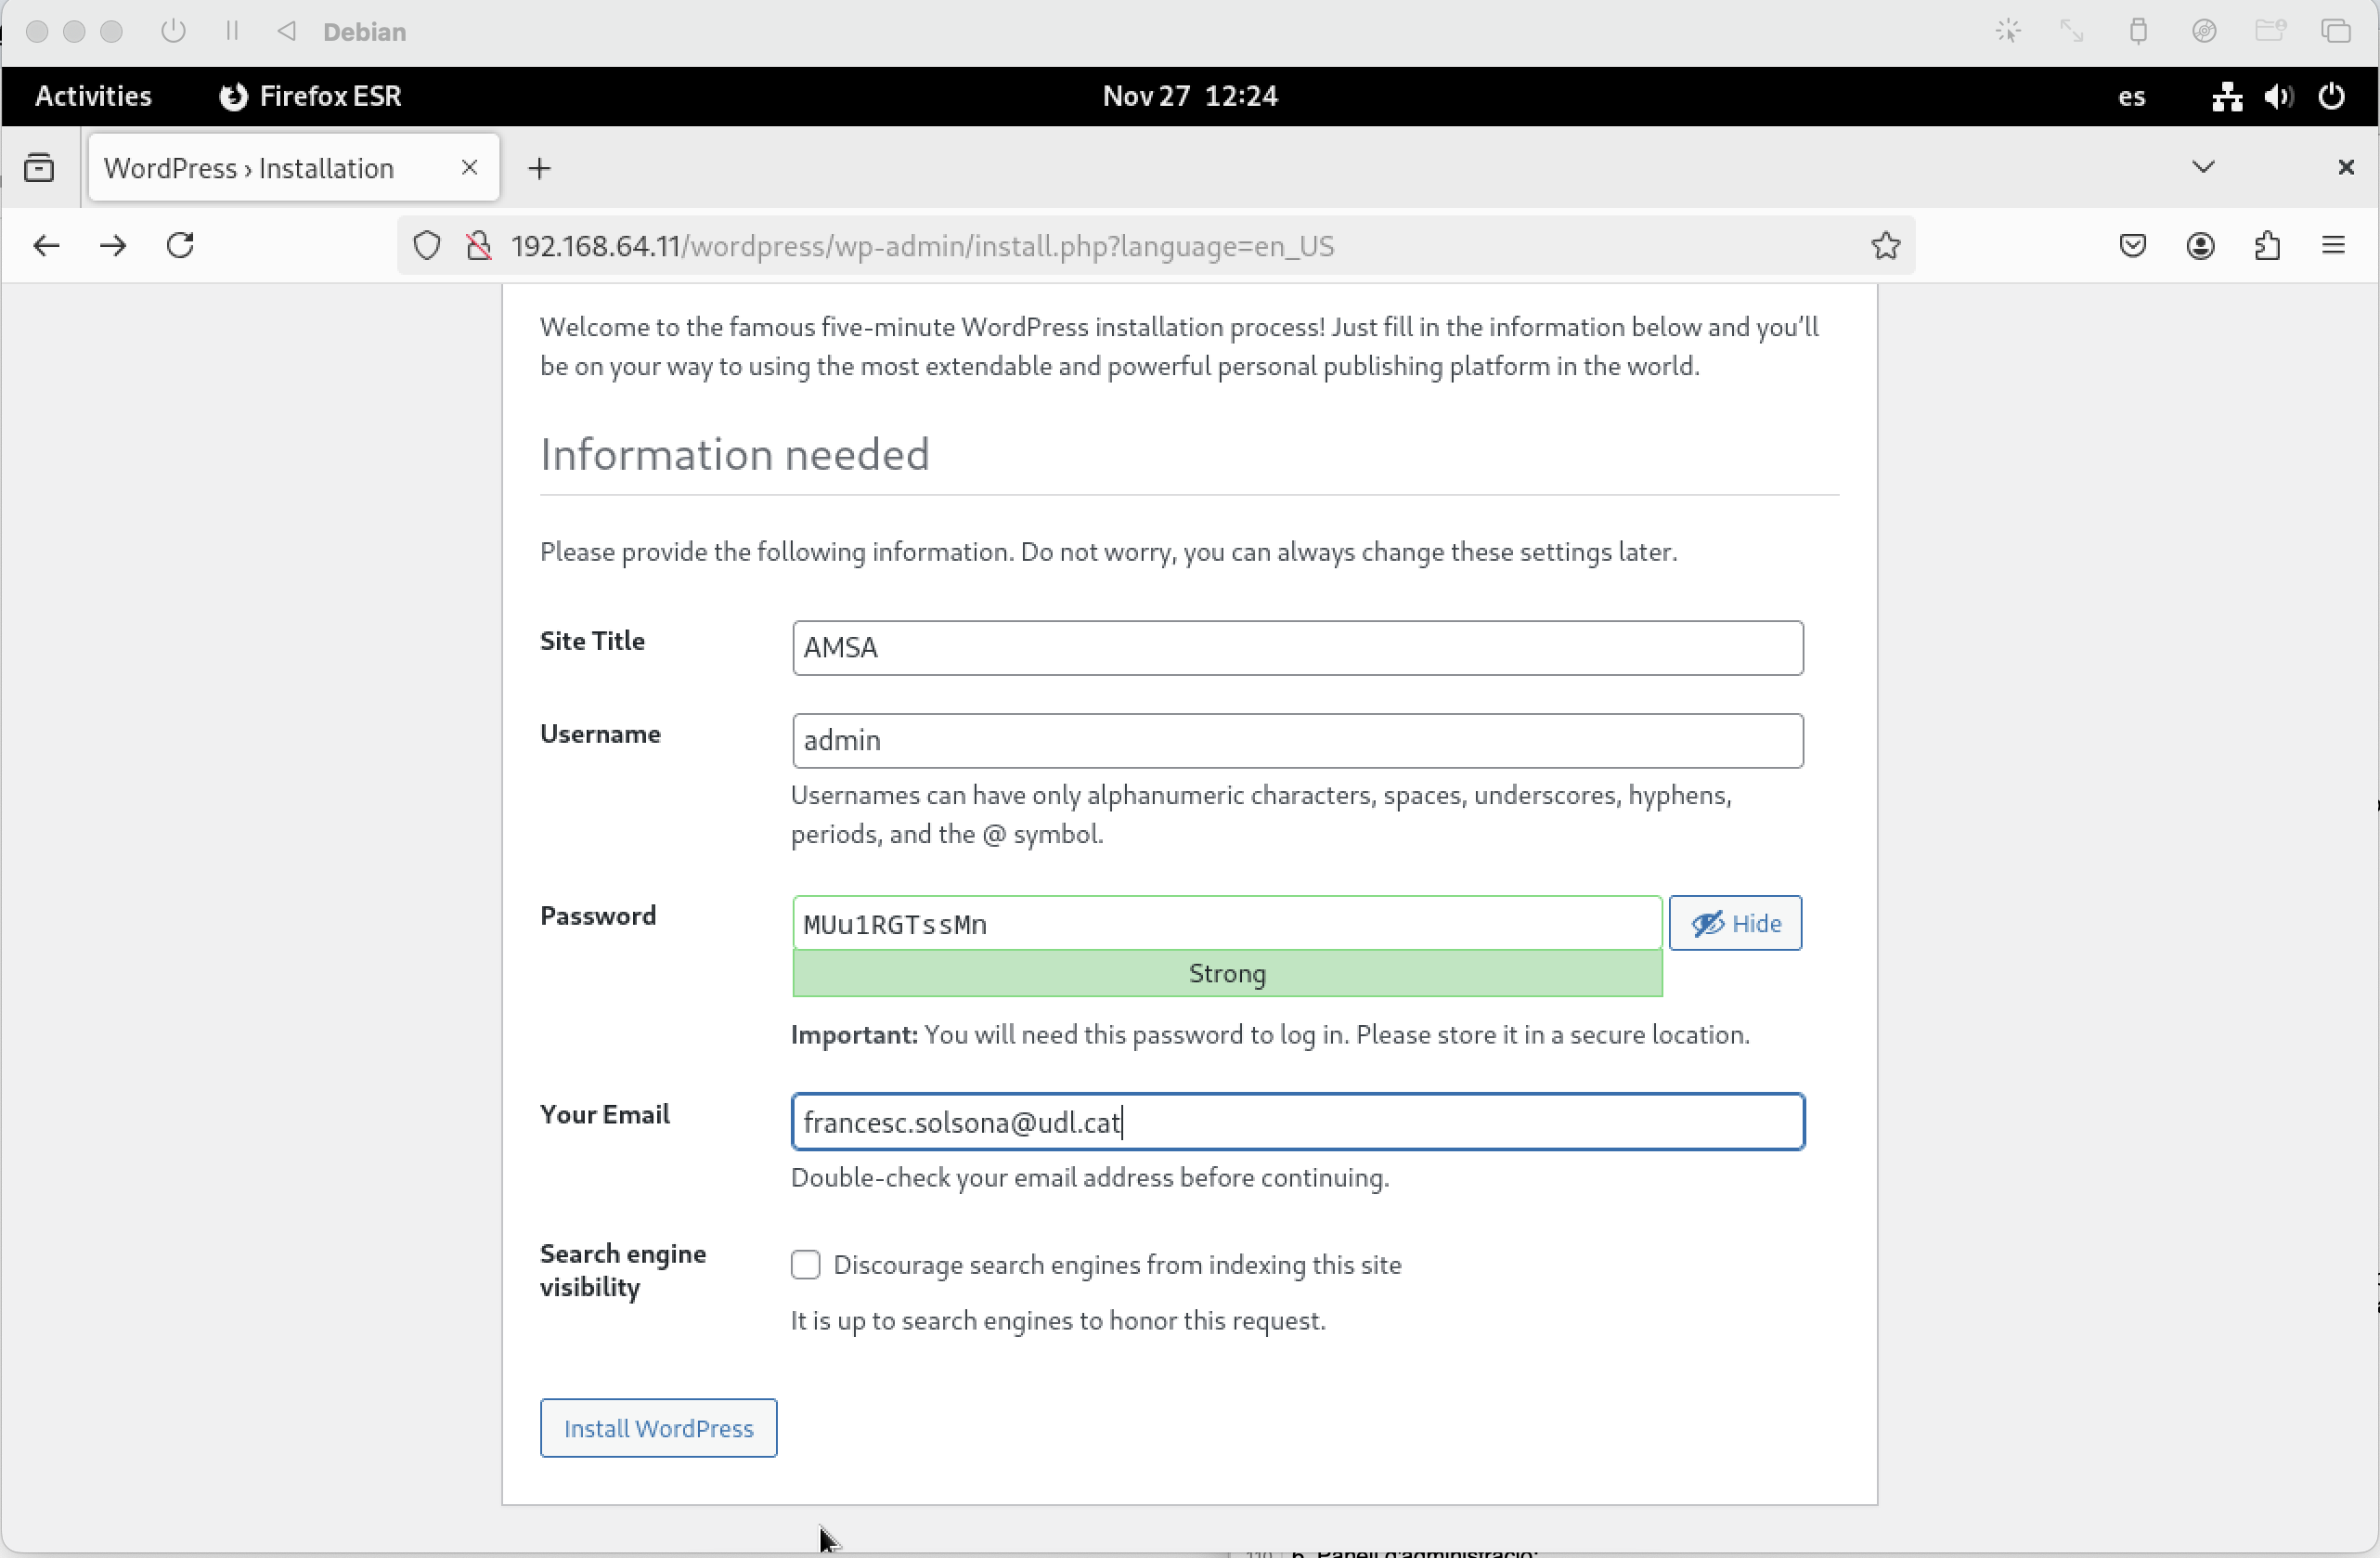 Debian
Activities Firefox ESR Nov 27 12:24 es
WordPress › Installation
192.168.64.11/wordpress/wp-admin/install.php?language=en_US
Welcome to the famous five-minute WordPress installation process! Just fill in the information below and you’ll
be on your way to using the most extendable and powerful personal publishing platform in the world.
Information needed
Please provide the following information. Do not worry, you can always change these settings later.
Site Title
AMSA
Username
admin
Usernames can have only alphanumeric characters, spaces, underscores, hyphens,
periods, and the @ symbol.
Password
MUu1RGTssMn
Hide
Strong
Important: You will need this password to log in. Please store it in a secure location.
Your Email
francesc.solsona@udl.cat
Double-check your email address before continuing.
Search engine
visibility
Discourage search engines from indexing this site
It is up to search engines to honor this request.
Install WordPress